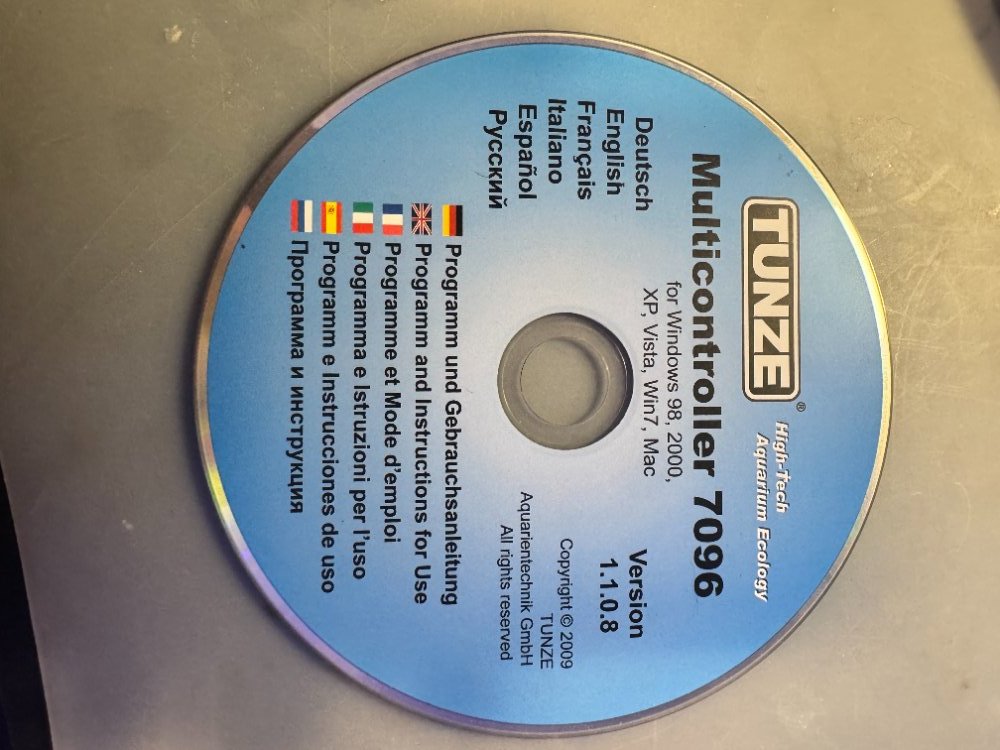 TUNZE®
High-Tech
Aquarium Ecology
Multicontroller 7096
for Windows 98, 2000,
XP, Vista, Win7, Mac
Deutsch
English
Français
Italiano
Español
Русский
Version
1.1.0.8
Copyright © 2009
TUNZE
Aquarientechnik GmbH
All rights reserved
Programm und Gebrauchsanleitung
Programm and Instructions for Use
Programme et Mode d'emploi
Programma e Istruzioni per l'uso
Programm e Instrucciones de uso
Программа и инструкция